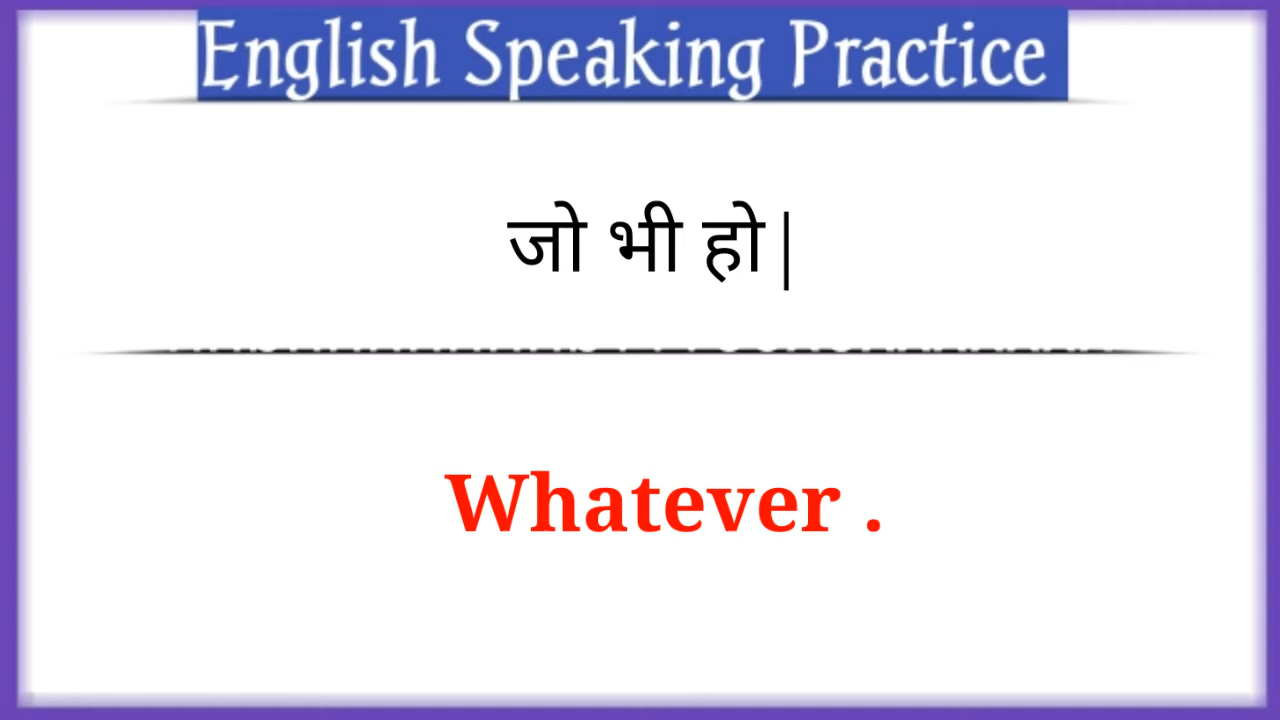 English Speaking Practice
जो भी हो|
Whatever .